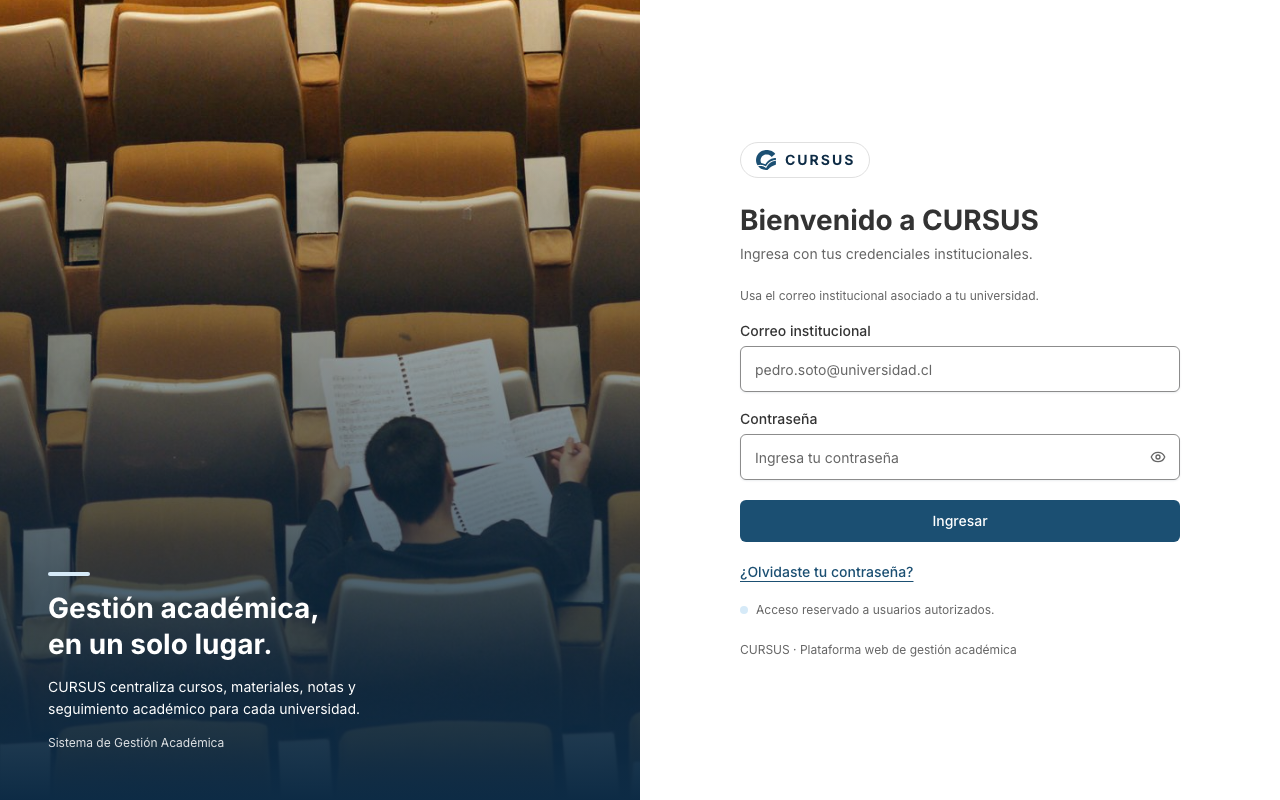 Gestión académica,
en un solo lugar.
CURSUS centraliza cursos, materiales, notas y
seguimiento académico para cada universidad.
Sistema de Gestión Académica
CURSUS
Bienvenido a CURSUS
Ingresa con tus credenciales institucionales.
Usa el correo institucional asociado a tu universidad.
Correo institucional
pedro.soto@universidad.cl
Contraseña
Ingresa tu contraseña
Ingresar
¿Olvidaste tu contraseña?
Acceso reservado a usuarios autorizados.
CURSUS · Plataforma web de gestión académica